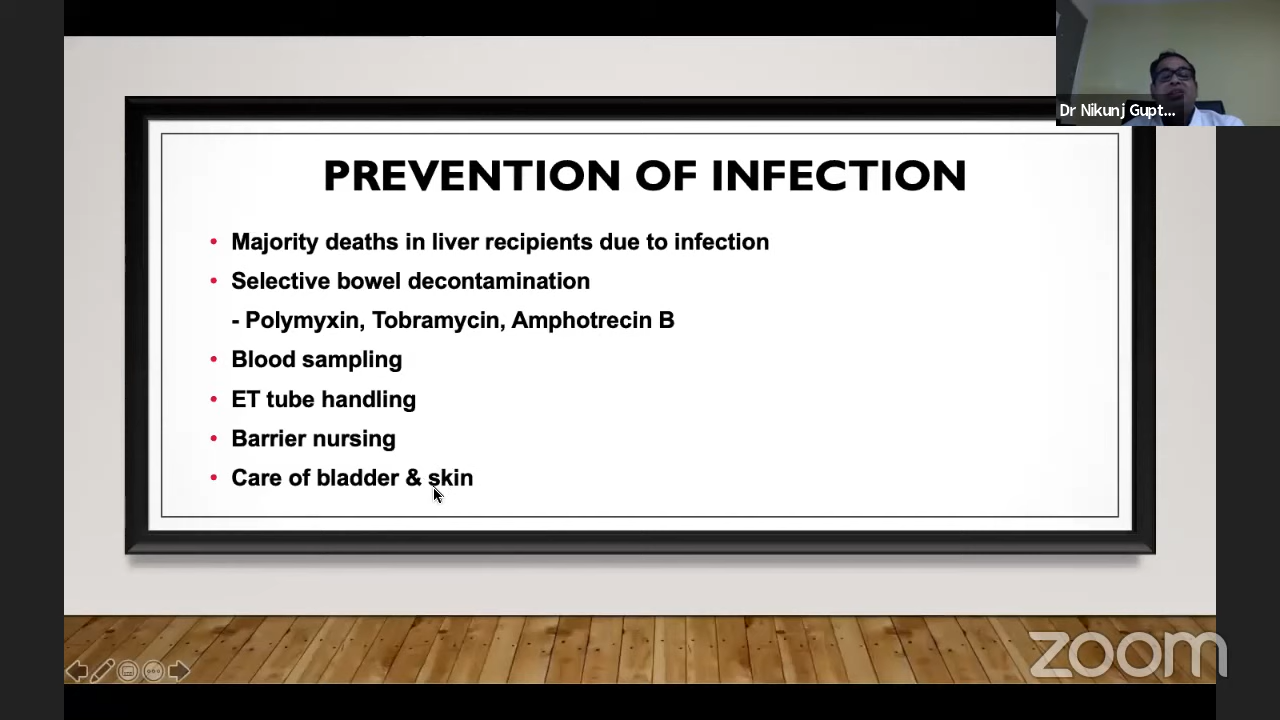 Dr Nikunj Gupt...
PREVENTION OF INFECTION
• Majority deaths in liver recipients due to infection
• Selective bowel decontamination
- Polymyxin, Tobramycin, Amphotrecin B
• Blood sampling
• ET tube handling
• Barrier nursing
• Care of bladder & skin
zoom